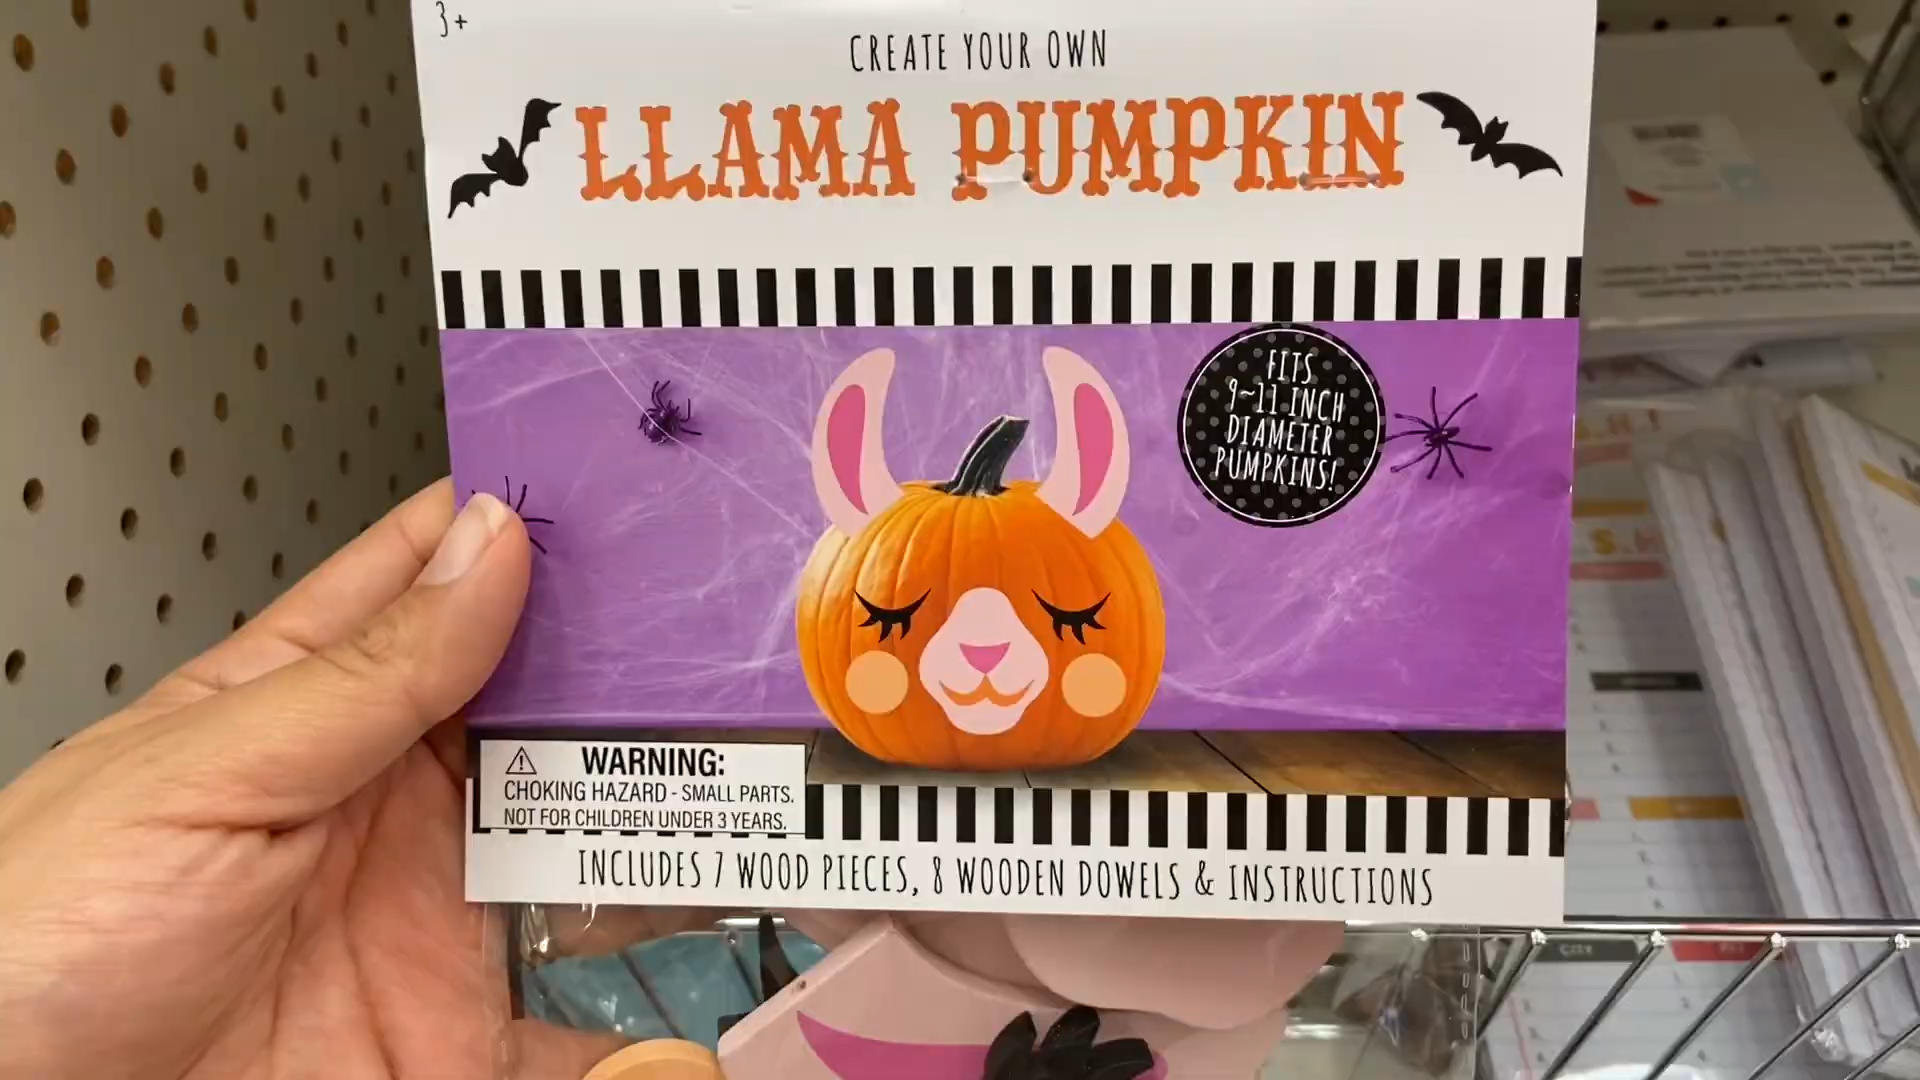 3+
CREATE YOUR OWN
LLAMA PUMPKIN
FITS
9~11 INCH
DIAMETER
PUMPKINS!
WARNING:
CHOKING HAZARD - SMALL PARTS.
NOT FOR CHILDREN UNDER 3 YEARS.
INCLUDES 7 WOOD PIECES, 8 WOODEN DOWELS & INSTRUCTIONS